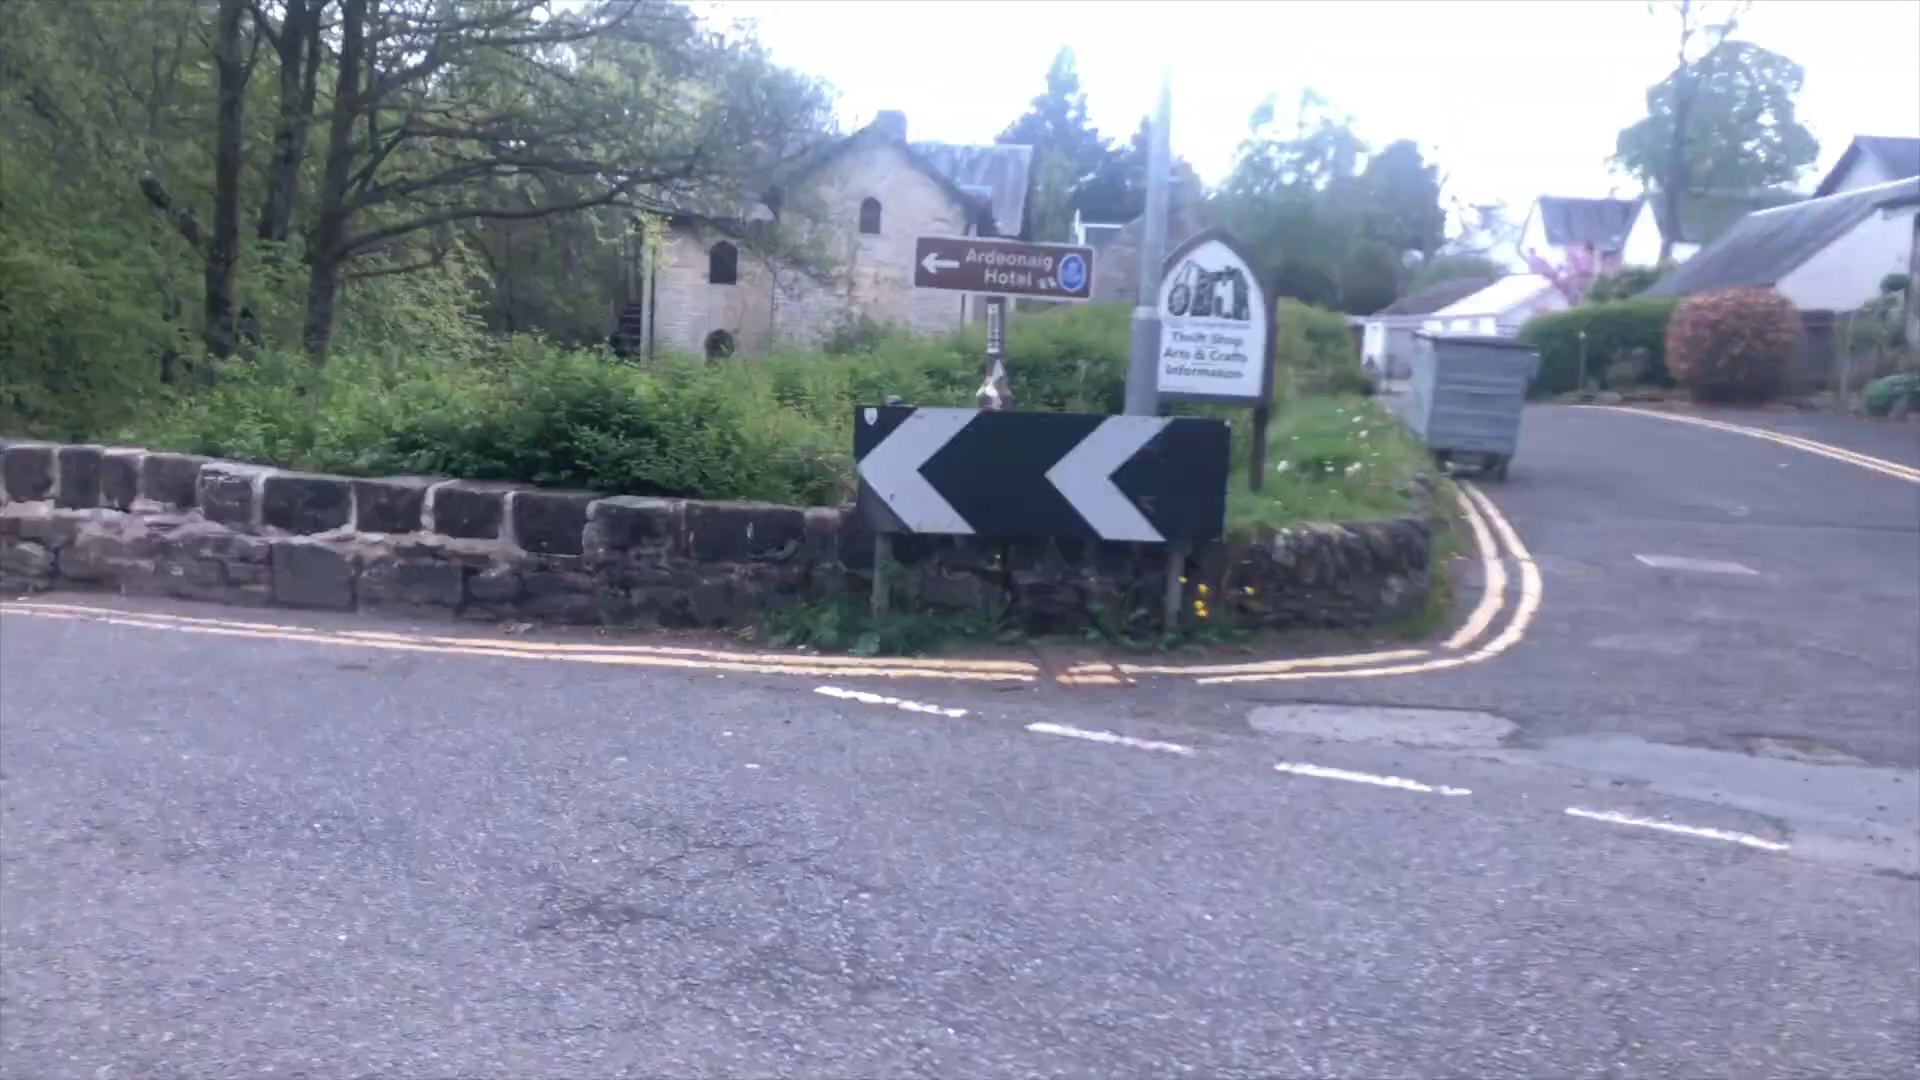 Ardeonaig
Hotel
Thrift Shop
Arts & Crafts
Information